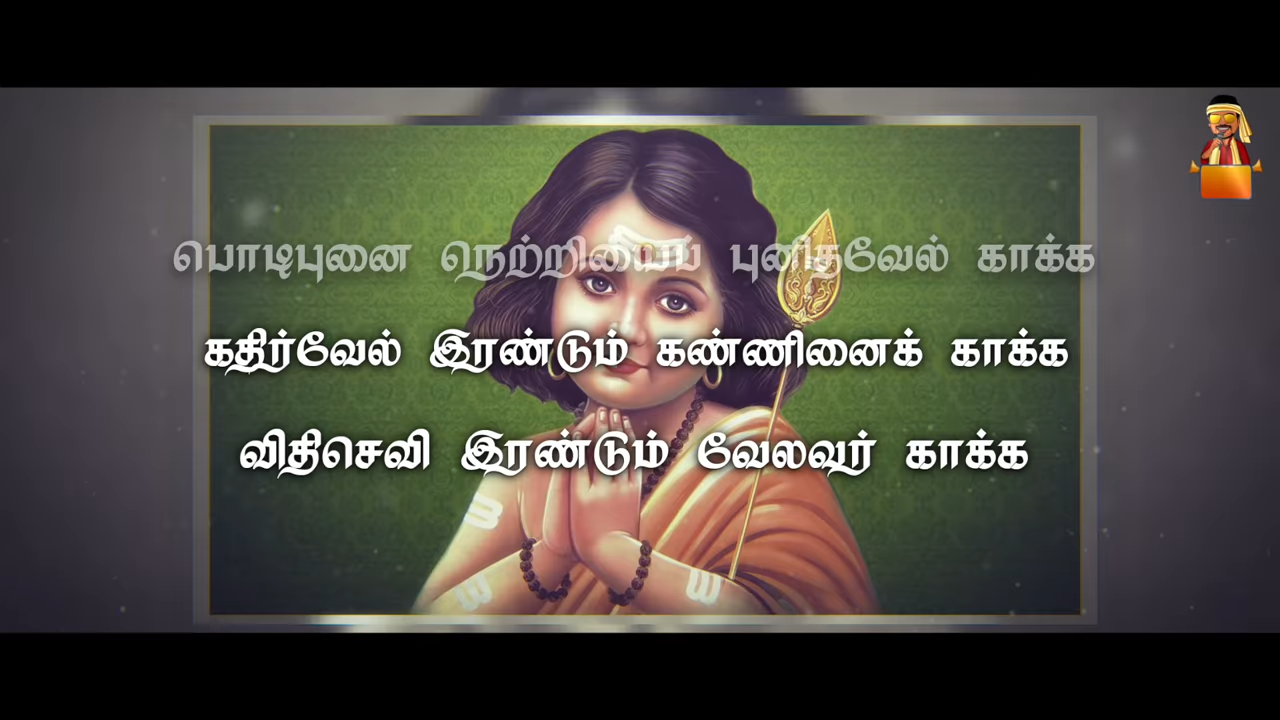 பொடிபுனை நெற்றியைப் புனிதவேல் காக்க
கதிர்வேல் இரண்டும் கண்ணினைக் காக்க
விதிசெவி இரண்டும் வேலவர் காக்க